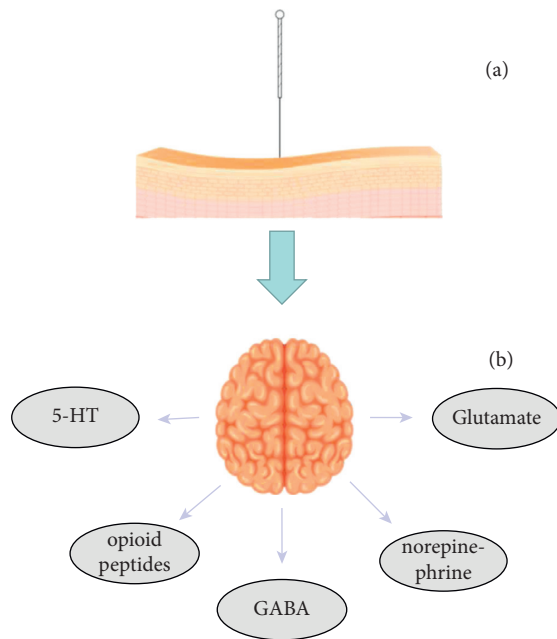 (a)
(b)
5-HT
Glutamate
opioid
peptides
norepine-
phrine
GABA